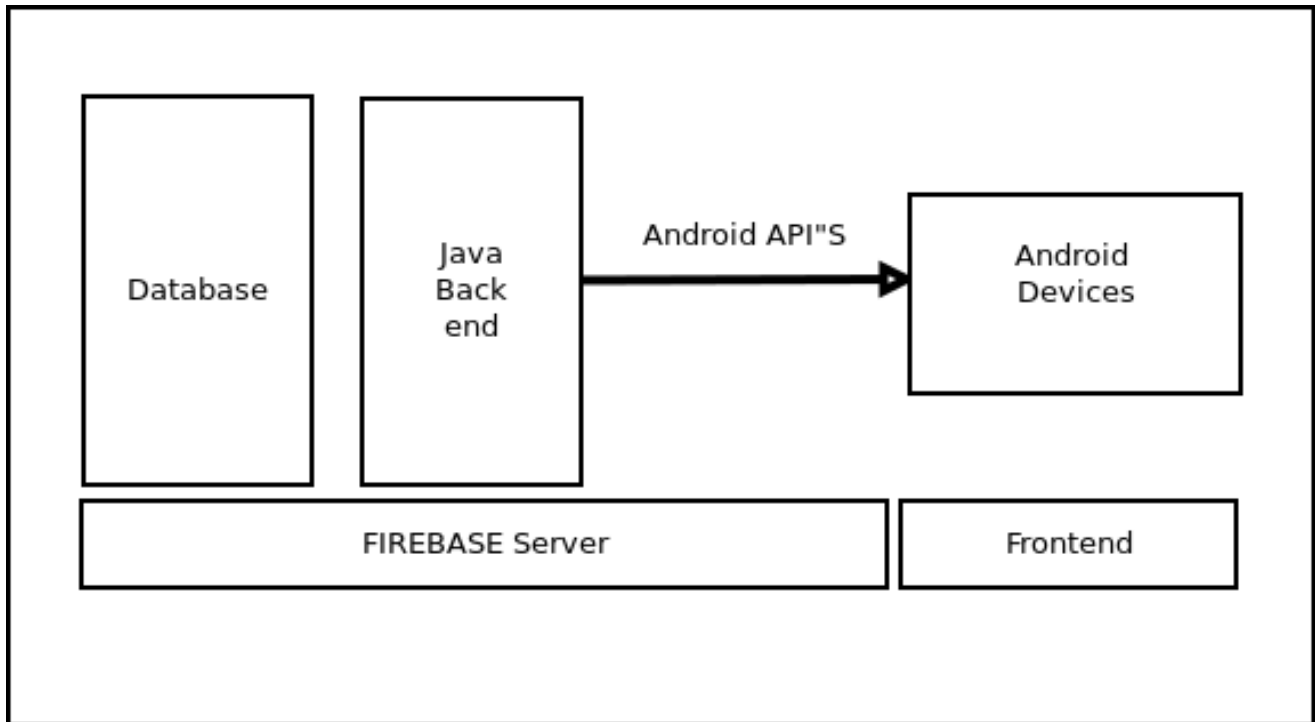 Database
Java
Back
end
Android API"S
Android
Devices
FIREBASE Server
Frontend